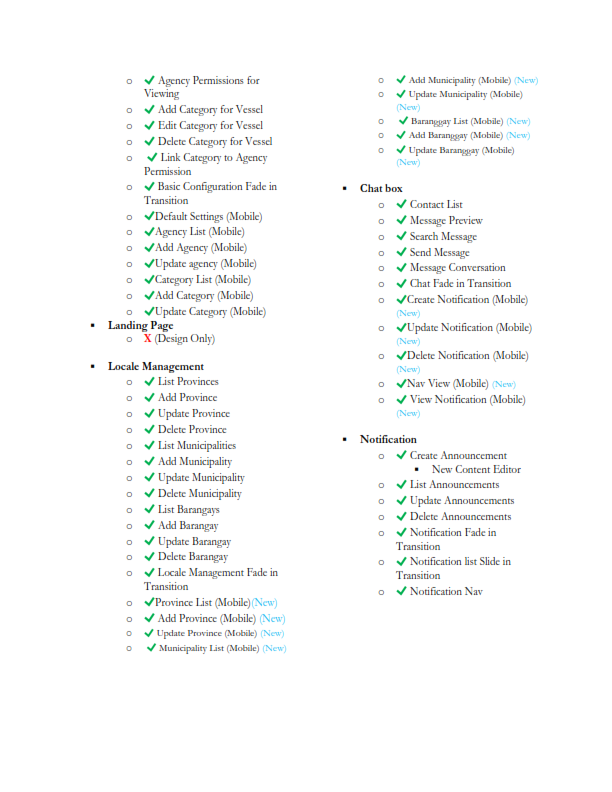 o ✔ Agency Permissions for
Viewing
o ✔ Add Category for Vessel
o ✔ Edit Category for Vessel
o ✔ Delete Category for Vessel
o ✔ Link Category to Agency
Permission
o ✔ Basic Configuration Fade in
Transition
o ✔Default Settings (Mobile)
o ✔Agency List (Mobile)
o ✔Add Agency (Mobile)
o ✔Update agency (Mobile)
o ✔Category List (Mobile)
o ✔Add Category (Mobile)
o ✔Update Category (Mobile)
▪ Landing Page
o X (Design Only)
▪ Locale Management
o ✔ List Provinces
o ✔ Add Province
o ✔ Update Province
o ✔ Delete Province
o ✔ List Municipalities
o ✔ Add Municipality
o ✔ Update Municipality
o ✔ Delete Municipality
o ✔ List Barangays
o ✔ Add Barangay
o ✔ Update Barangay
o ✔ Delete Barangay
o ✔ Locale Management Fade in
Transition
o ✔Province List (Mobile)(New)
o ✔ Add Province (Mobile) (New)
o ✔ Update Province (Mobile) (New)
o ✔ Municipality List (Mobile) (New)
o ✔ Add Municipality (Mobile) (New)
o ✔ Update Municipality (Mobile)
(New)
o ✔ Baranggay List (Mobile) (New)
o ✔ Add Baranggay (Mobile) (New)
o ✔ Update Baranggay (Mobile)
(New)
▪ Chat box
o ✔ Contact List
o ✔ Message Preview
o ✔ Search Message
o ✔ Send Message
o ✔ Message Conversation
o ✔ Chat Fade in Transition
o ✔Create Notification (Mobile)
(New)
o ✔Update Notification (Mobile)
(New)
o ✔Delete Notification (Mobile)
(New)
o ✔Nav View (Mobile) (New)
o ✔ View Notification (Mobile)
(New)
▪ Notification
o ✔ Create Announcement
▪ New Content Editor
o ✔ List Announcements
o ✔ Update Announcements
o ✔ Delete Announcements
o ✔ Notification Fade in
Transition
o ✔ Notification list Slide in
Transition
o ✔ Notification Nav